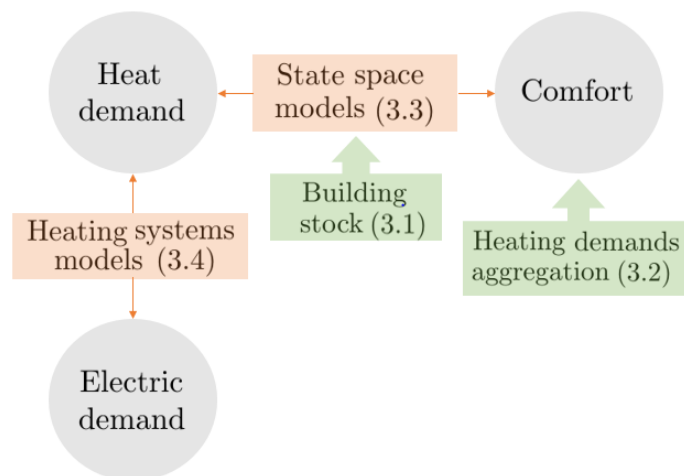 Heat
demand
State space
models (3.3)
Comfort
Building
stock (3.1)
Heating systems
models (3.4)
Heating demands
aggregation (3.2)
Electric
demand